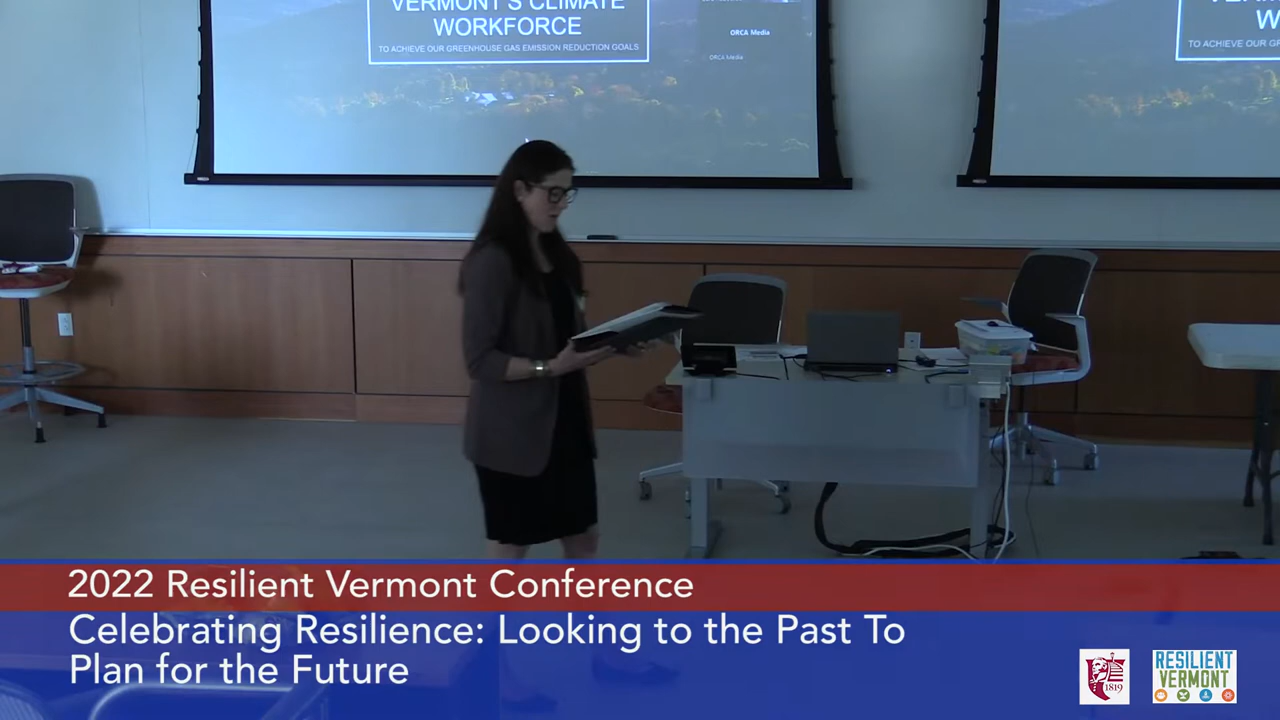 VERMONT'S CLIMATE
WORKFORCE
TO ACHIEVE OUR GREENHOUSE GAS EMISSION REDUCTION GOALS
ORCA Media
ORCA Media
TO ACHIEVE OUR
2022 Resilient Vermont Conference
Celebrating Resilience: Looking to the Past To
Plan for the Future
1819
RESILIENT
VERMONT